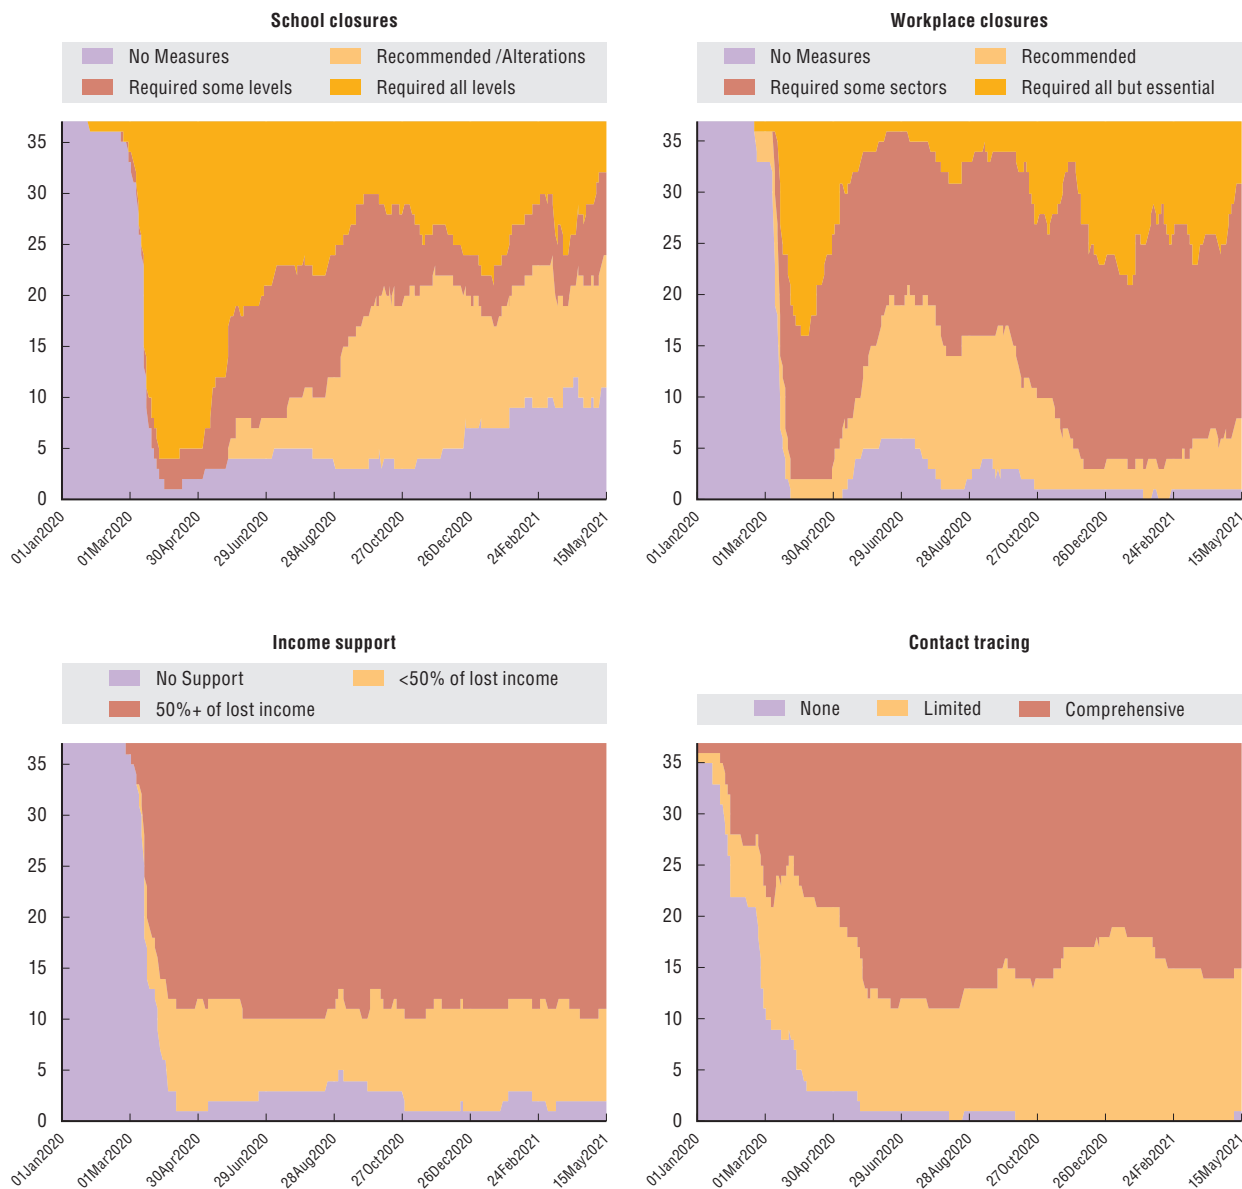 School closures
No Measures
Recommended /Alterations
Required some levels
Required all levels
35
30
25
20
15
10
5
0
01Jan2020
01Mar2020
30Apr2020
29Jun2020
28Aug2020
27Oct2020
26Dec2020
24Feb2021
15May2021
Workplace closures
No Measures
Recommended
Required some sectors
Required all but essential
35
30
25
20
15
10
5
0
01Jan2020
01Mar2020
30Apr2020
29Jun2020
28Aug2020
27Oct2020
26Dec2020
24Feb2021
15May2021
Income support
No Support
<50% of lost income
50%+ of lost income
35
30
25
20
15
10
5
0
01Jan2020
01Mar2020
30Apr2020
29Jun2020
28Aug2020
27Oct2020
26Dec2020
24Feb2021
15May2021
Contact tracing
None
Limited
Comprehensive
35
30
25
20
15
10
5
0
01Jan2020
01Mar2020
30Apr2020
29Jun2020
28Aug2020
27Oct2020
26Dec2020
24Feb2021
15May2021